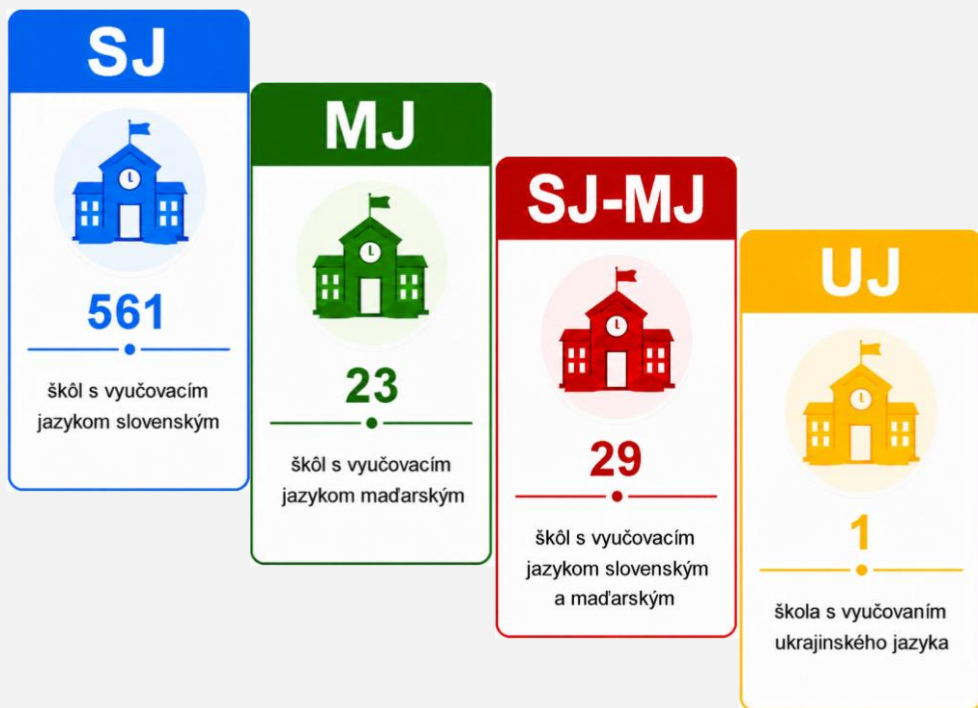 SJ
561
škôl s vyučovacím
jazykom slovenským
MJ
23
škôl s vyučovacím
jazykom maďarským
SJ-MJ
29
škôl s vyučovacím
jazykom slovenským
a maďarským
UJ
1
škola s vyučovaním
ukrajinského jazyka